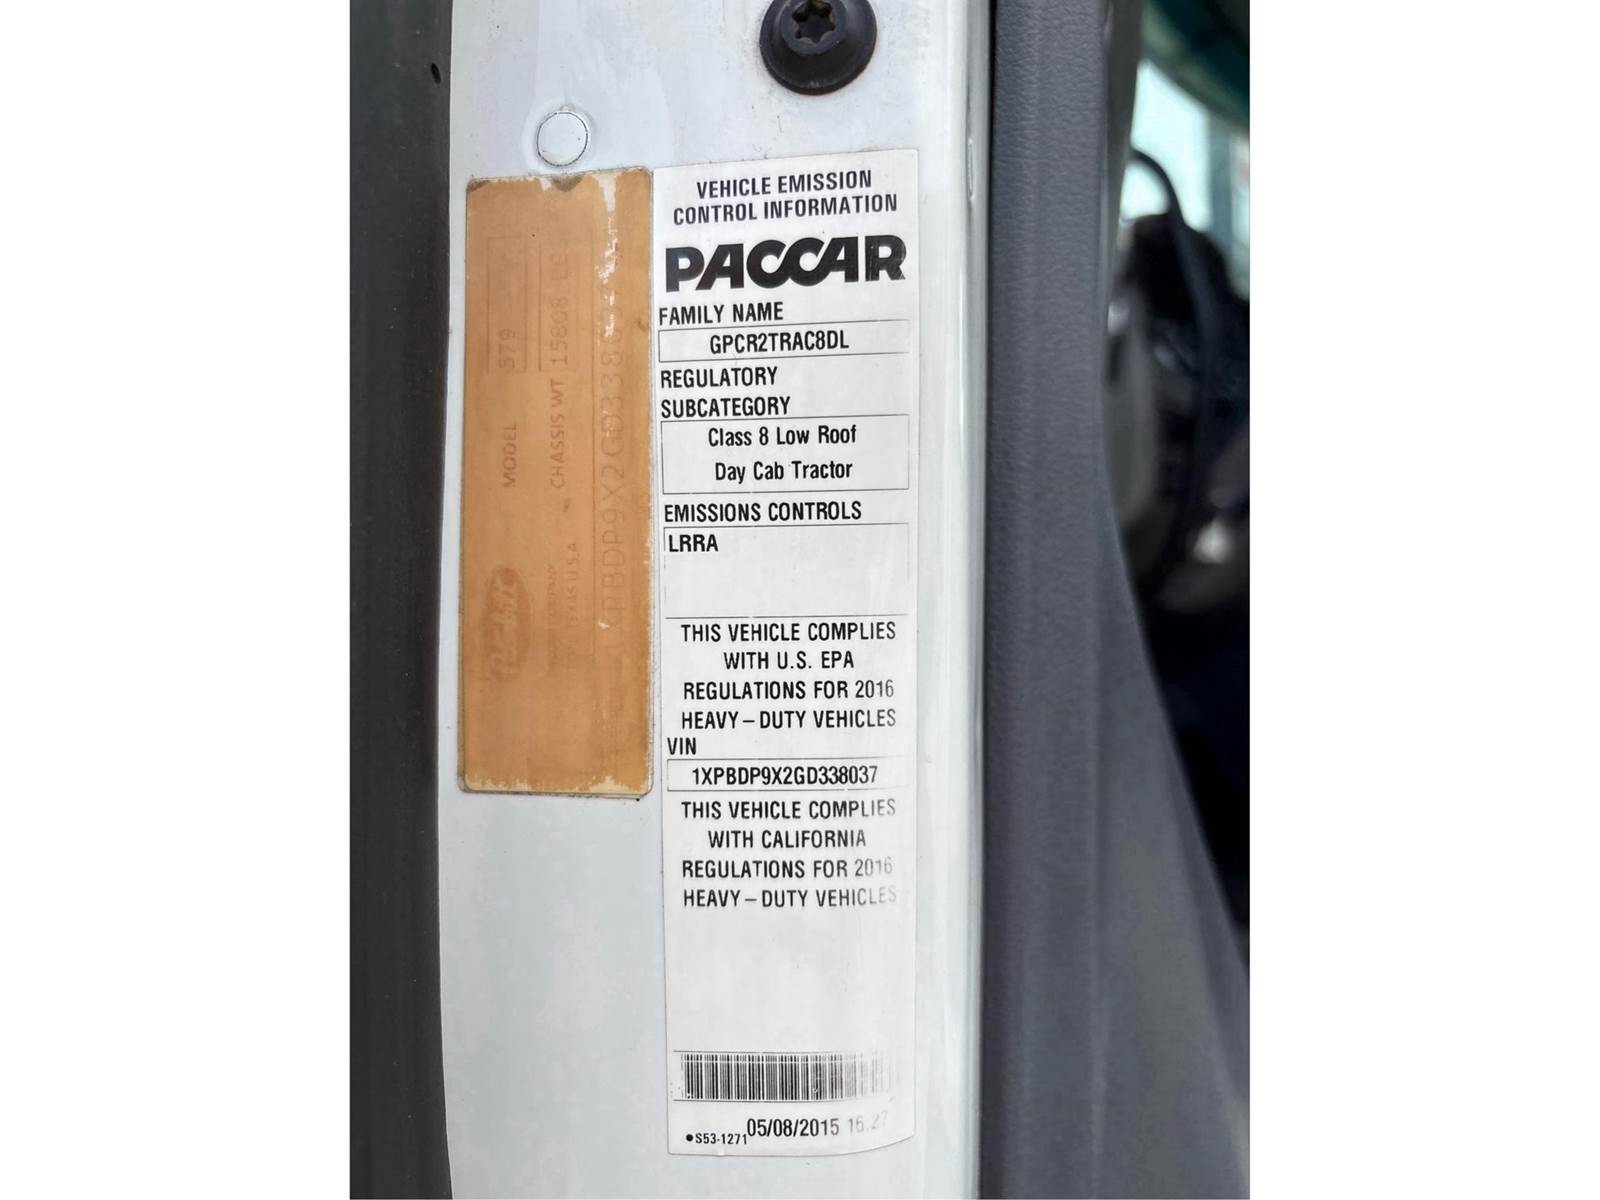 MODEL 579
CHASSIS WT 15808
TEXAS U.S.A.
VEHICLE EMISSION
CONTROL INFORMATION
PACCAR
FAMILY NAME
GPCR2TRAC8DL
REGULATORY
SUBCATEGORY
Class 8 Low Roof
Day Cab Tractor
EMISSIONS CONTROLS
LRRA
THIS VEHICLE COMPLIES
WITH U.S. EPA
REGULATIONS FOR 2016
HEAVY – DUTY VEHICLES
VIN
1XPBDP9X2GD338037
THIS VEHICLE COMPLIES
WITH CALIFORNIA
REGULATIONS FOR 2016
HEAVY – DUTY VEHICLES
●S53-1271 05/08/2015 16.27